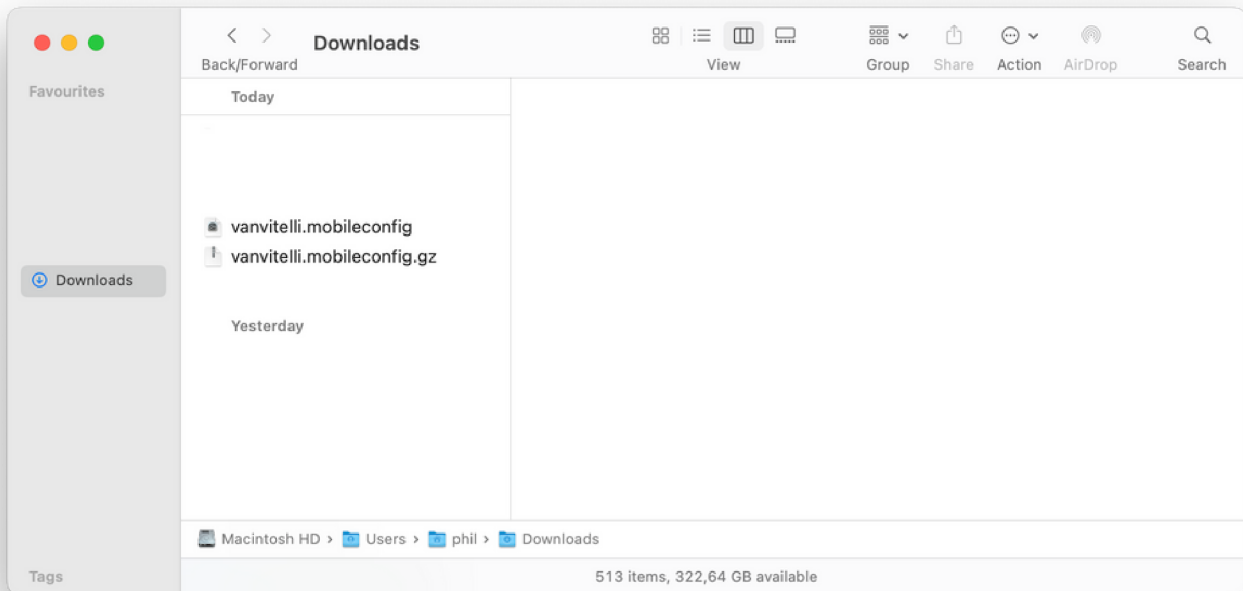 Downloads
Back/Forward
View
Group
Share
Action
AirDrop
Search
Favourites
Downloads
Tags
Today
vanvitelli.mobileconfig
vanvitelli.mobileconfig.gz
Yesterday
Macintosh HD › Users › phil › Downloads
513 items, 322,64 GB available